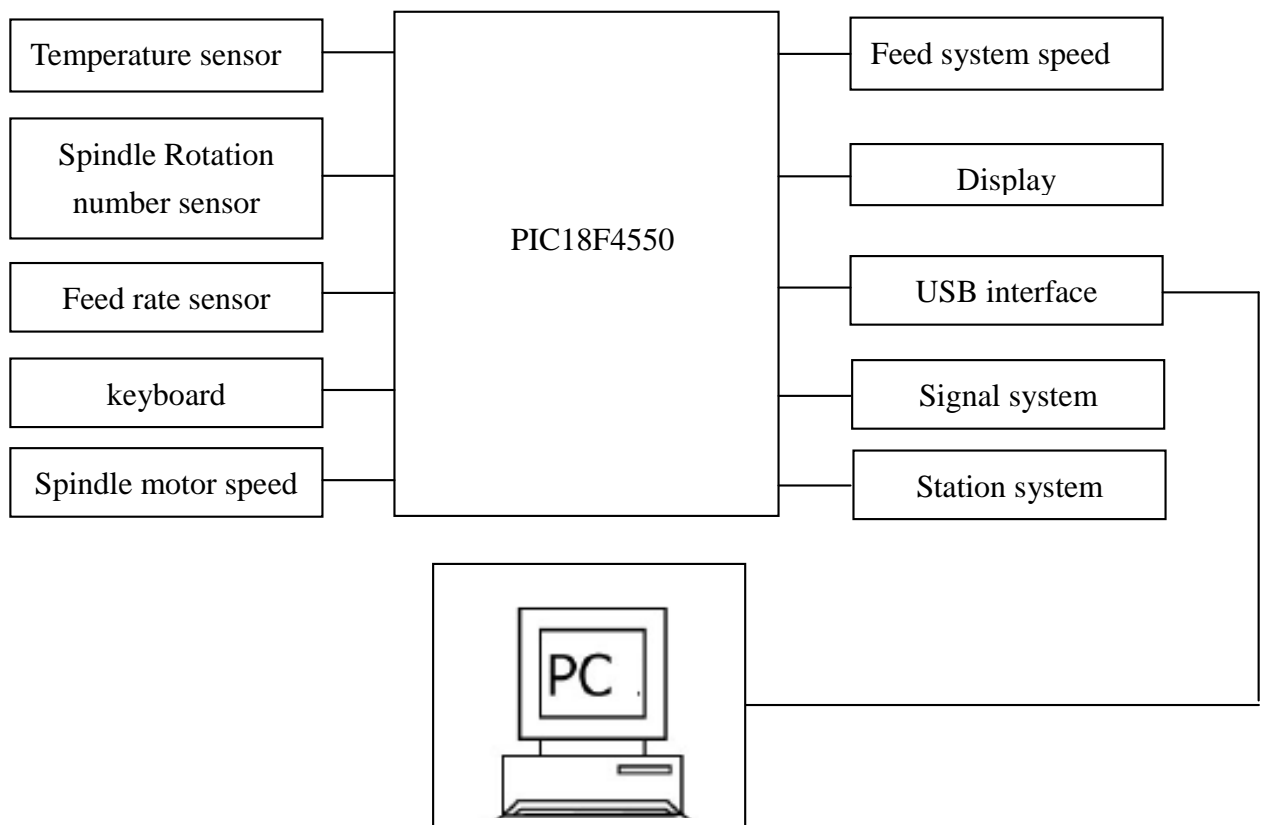 Temperature sensor
Spindle Rotation
number sensor
Feed rate sensor
keyboard
Spindle motor speed
PIC18F4550
Feed system speed
Display
USB interface
Signal system
Station system
PC